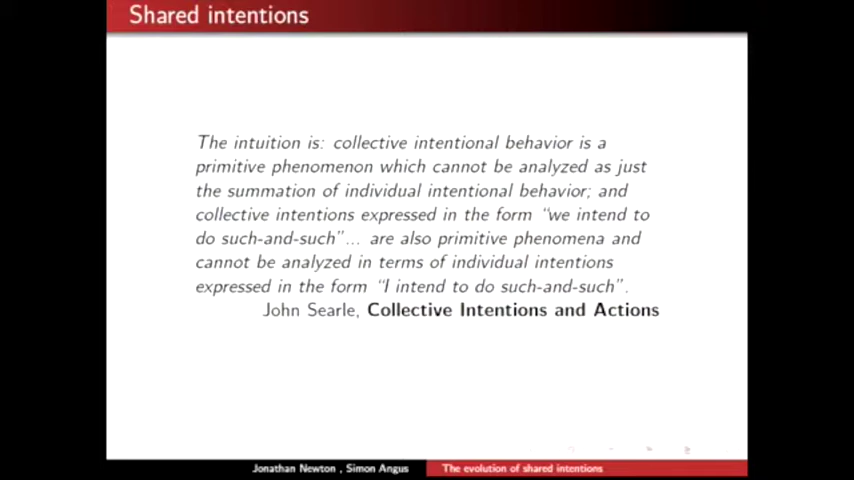 Shared intentions
The intuition is: collective intentional behavior is a
primitive phenomenon which cannot be analyzed as just
the summation of individual intentional behavior; and
collective intentions expressed in the form “we intend to
do such-and-such”... are also primitive phenomena and
cannot be analyzed in terms of individual intentions
expressed in the form “I intend to do such-and-such”.
John Searle, Collective Intentions and Actions
Jonathan Newton , Simon Angus
The evolution of shared intentions